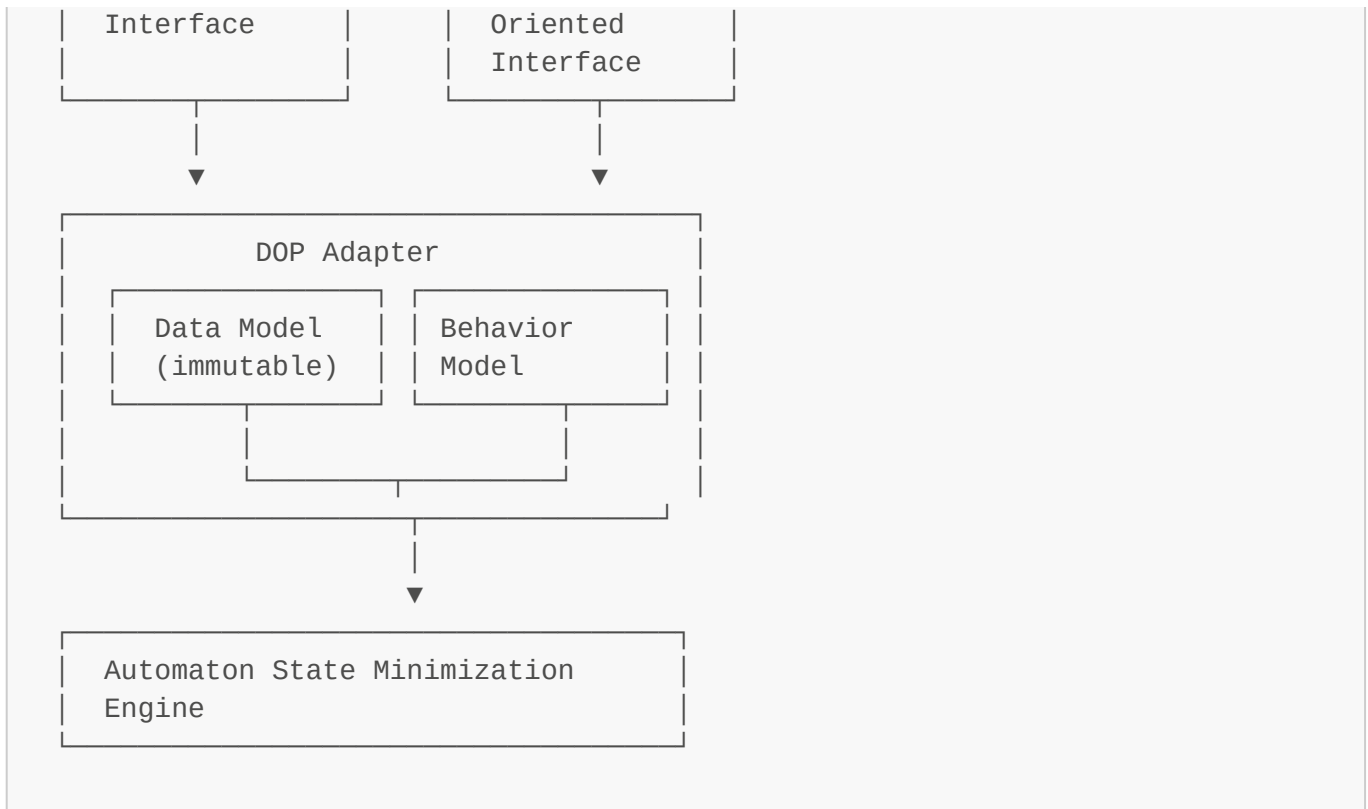 Interface Oriented
Interface
DOP Adapter
Data Model Behavior
(immutable) Model
Automaton State Minimization
Engine